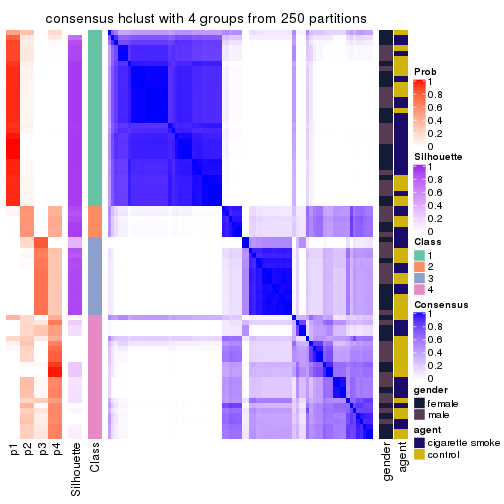 consensus hclust with 4 groups from 250 partitions
Prob
1
0.8
0.6
0.4
0.2
0
Silhouette
1
0.8
0.6
0.4
0.2
0
Class
1
2
3
4
Consensus
1
0.8
0.6
0.4
0.2
0
gender
female
male
agent
cigarette smoke
control
p1
p2
p3
p4
Silhouette
Class
gender
agent